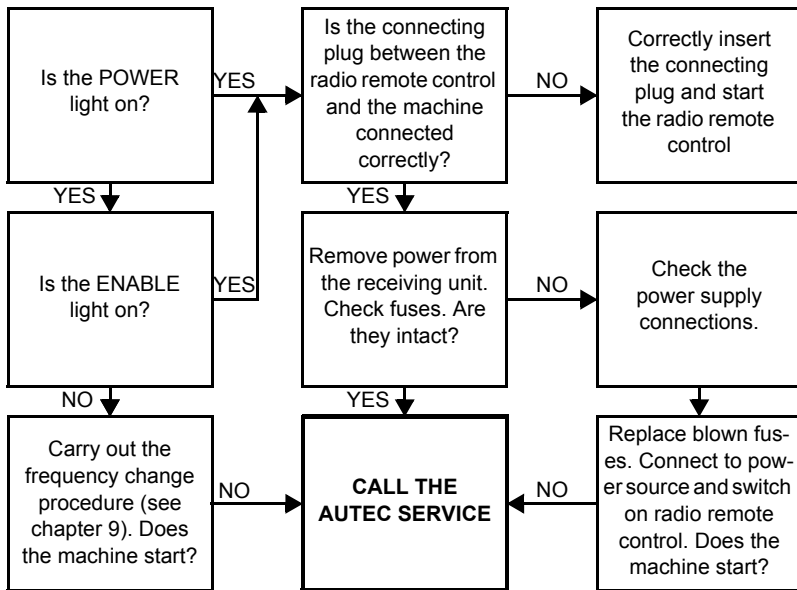 Is the POWER
light on?
YES
Is the connecting
plug between the
radio remote control
and the machine
connected
correctly?
NO
Correctly insert
the connecting
plug and start
the radio remote
control
YES
YES
Is the ENABLE
light on?
YES
Remove power from
the receiving unit.
Check fuses. Are
they intact?
NO
Check the
power supply
connections.
NO
YES
Carry out the
frequency change
procedure (see
chapter 9). Does
the machine start?
NO
CALL THE
AUTEC SERVICE
NO
Replace blown fus-
es. Connect to pow-
er source and switch
on radio remote
control. Does the
machine start?